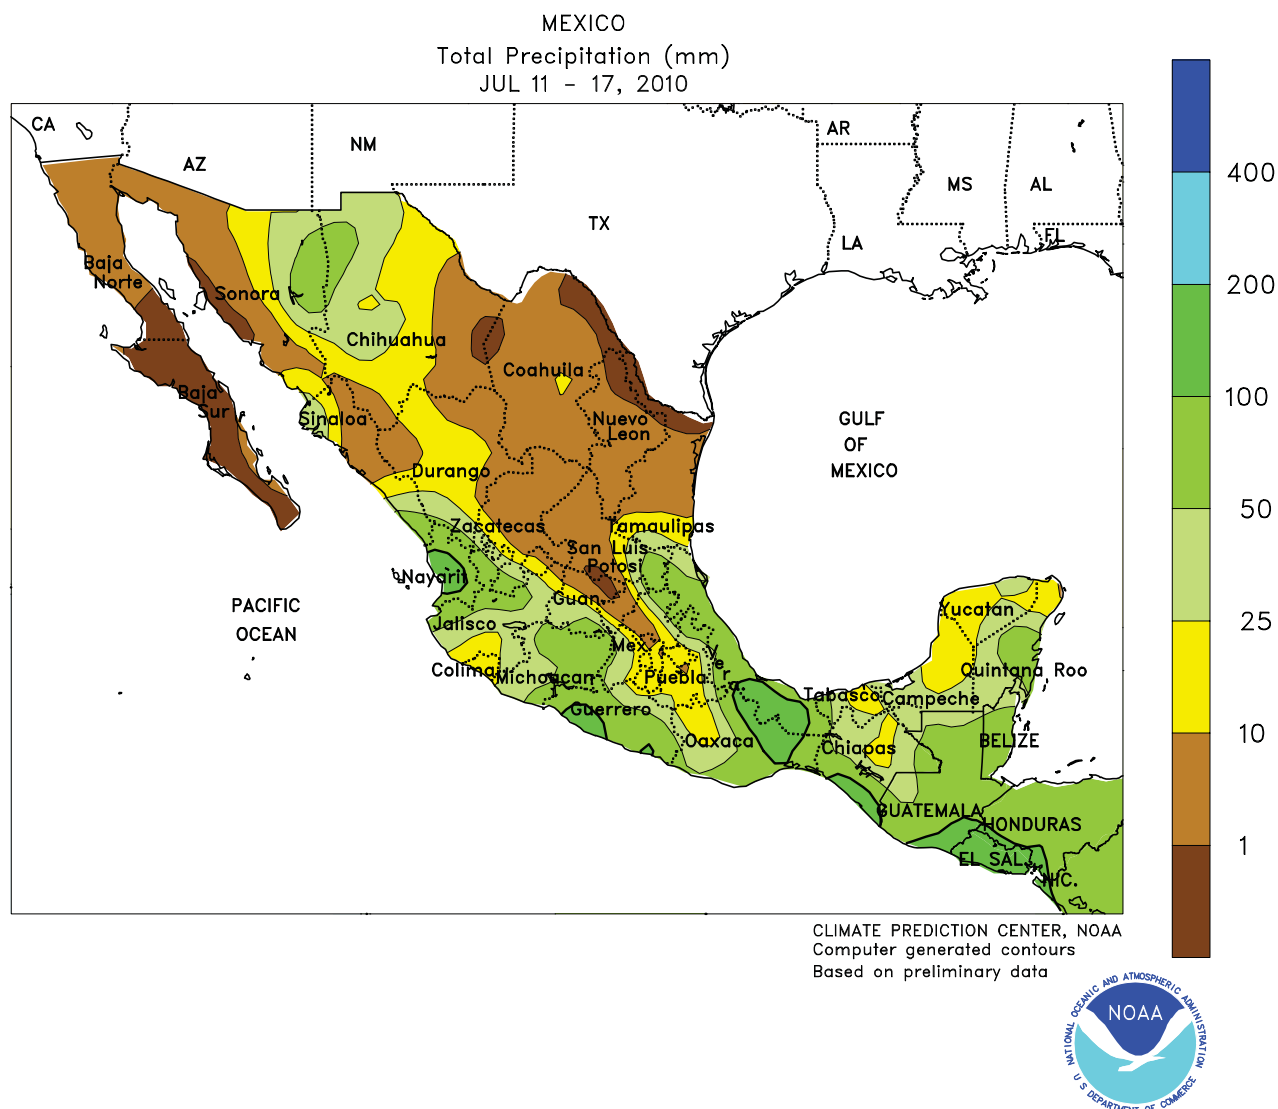 MEXICO
Total Precipitation (mm)
JUL 11 - 17, 2010
CA
AZ
NM
TX
AR
MS
AL
LA
FL
400
200
100
50
25
10
1
Baja
Norte
Sonora
Chihuahua
Coahuila
Baja
Sur
Sinaloa
Nuevo
Leon
Durango
Zacatecas
Tamaulipas
San Luis
Potosi
Nayarit
Guan.
Jalisco
Mex.
Colima
Michoacan
Puebla
Vera.
Guerrero
Oaxaca
Tabasco
Campeche
Chiapas
Yucatan
Quintana Roo
GULF
OF
MEXICO
PACIFIC
OCEAN
BELIZE
GUATEMALA
HONDURAS
EL SAL.
NIC.
CLIMATE PREDICTION CENTER, NOAA
Computer generated contours
Based on preliminary data
NATIONAL OCEANIC AND ATMOSPHERIC ADMINISTRATION
NOAA
U S DEPARTMENT OF COMMERCE